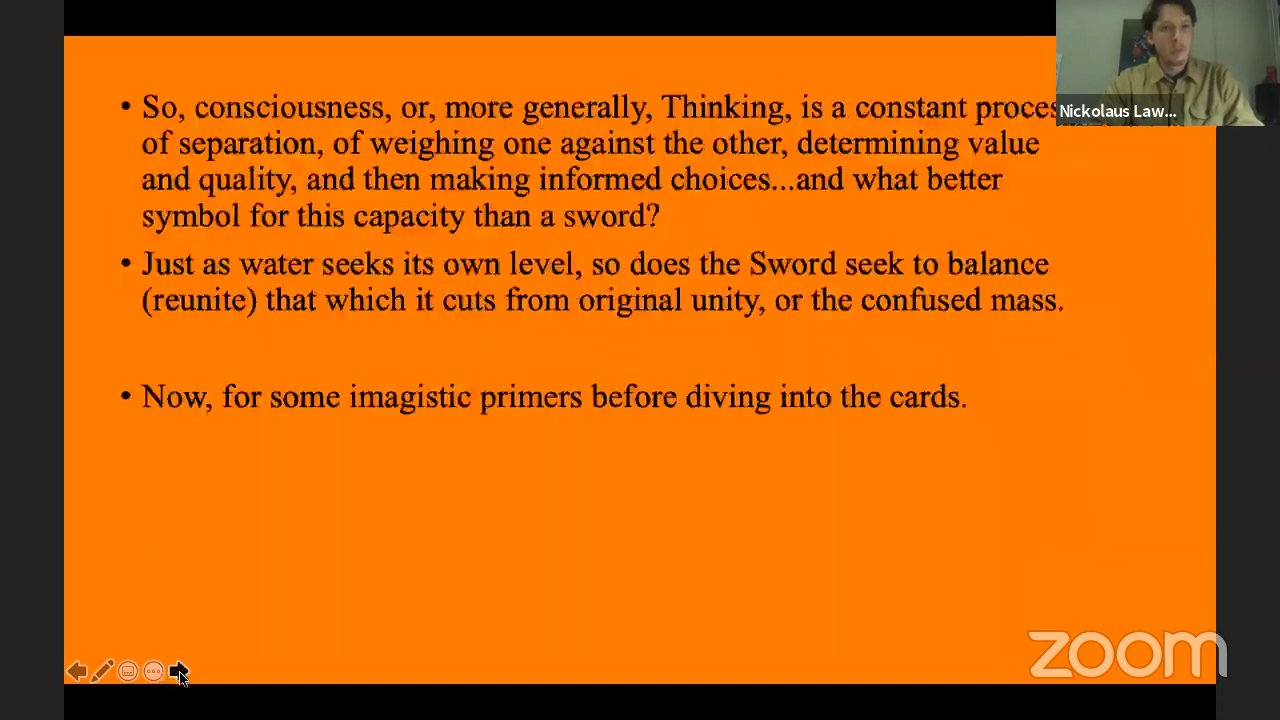 • So, consciousness, or, more generally, Thinking, is a constant proces
of separation, of weighing one against the other, determining value
and quality, and then making informed choices...and what better
symbol for this capacity than a sword?
• Just as water seeks its own level, so does the Sword seek to balance
(reunite) that which it cuts from original unity, or the confused mass.
• Now, for some imagistic primers before diving into the cards.
Nickolaus Law...
zoom